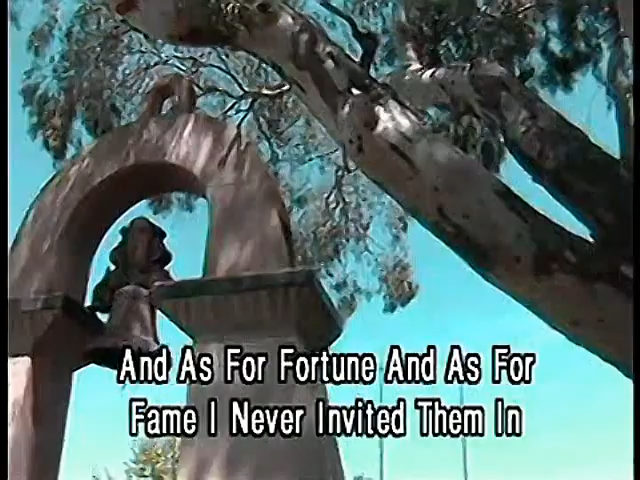 And As For Fortune And As For
Fame I Never Invited Them In